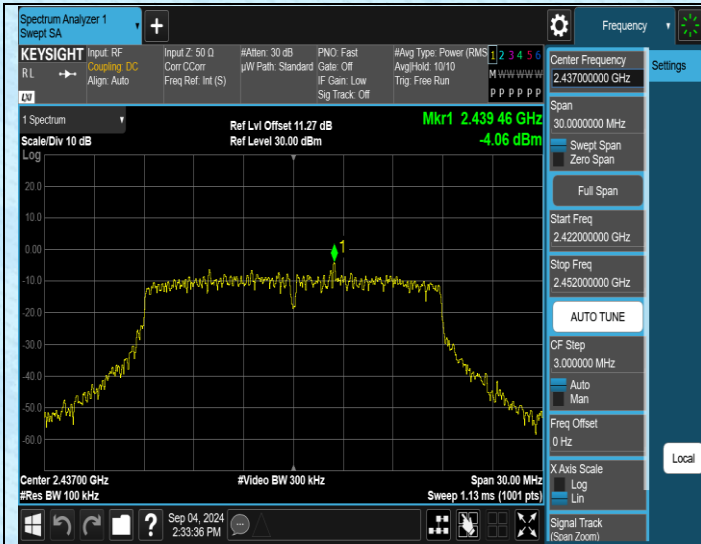 Spectrum Analyzer 1
Swept SA
+
Frequency
KEYSIGHT
RL
LXI
Input: RF
Coupling: DC
Align: Auto
Input Z: 50 Ω
Corr CCorr
Freq Ref: Int (S)
#Atten: 30 dB
µW Path: Standard
PNO: Fast
Gate: Off
IF Gain: Low
Sig Track: Off
#Avg Type: Power (RMS
Avg|Hold: 10/10
Trig: Free Run
1 2 3 4 5 6
M W W W W W
P P P P P P
Center Frequency
2.437000000 GHz
Settings
Span
30.0000000 MHz
Swept Span
Zero Span
Full Span
Start Freq
2.422000000 GHz
Stop Freq
2.452000000 GHz
AUTO TUNE
CF Step
3.000000 MHz
Auto
Man
Freq Offset
0 Hz
X Axis Scale
Log
Lin
Signal Track
(Span Zoom)
Local
1 Spectrum
Scale/Div 10 dB
Ref Lvl Offset 11.27 dB
Ref Level 30.00 dBm
Mkr1 2.439 46 GHz
-4.06 dBm
Log
20.0
10.0
0.00
-10.0
-20.0
-30.0
-40.0
-50.0
-60.0
1
Center 2.43700 GHz
#Res BW 100 kHz
#Video BW 300 kHz
Span 30.00 MHz
Sweep 1.13 ms (1001 pts)
?
Sep 04, 2024
2:33:36 PM